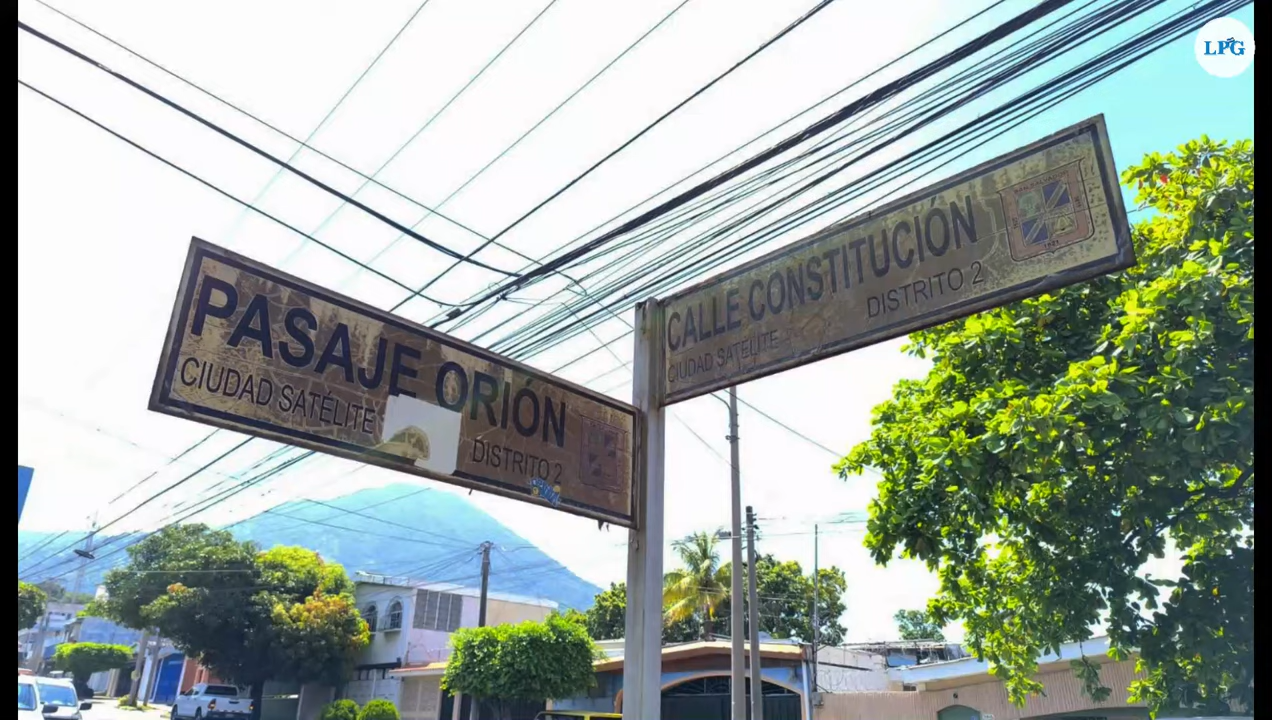 LPG
PASAJE ORIÓN
CIUDAD SATÉLITE
DISTRITO 2
CALLE CONSTITUCIÓN
CIUDAD SATÉLITE
DISTRITO 2